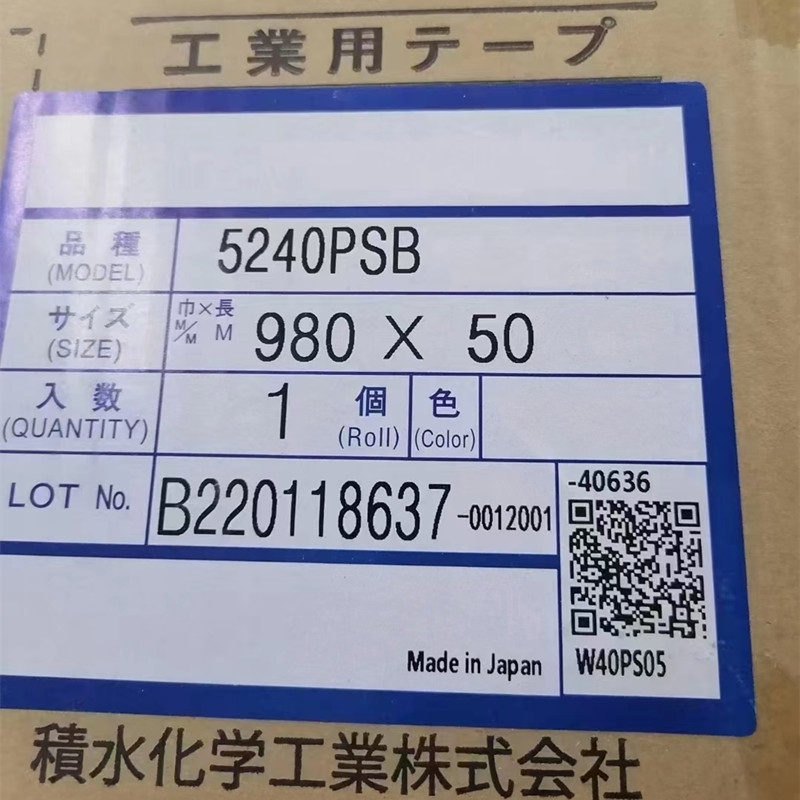 工業用テープ
品種 5240PSB
(MODEL)
サイズ 巾×長 980 X 50
(SIZE) M/M M
入数 1 個 色
(QUANTITY) (Roll) (Color)
LOT No. B220118637-0012001
-40636
Made in Japan W40PS05
積水化学工業株式会社